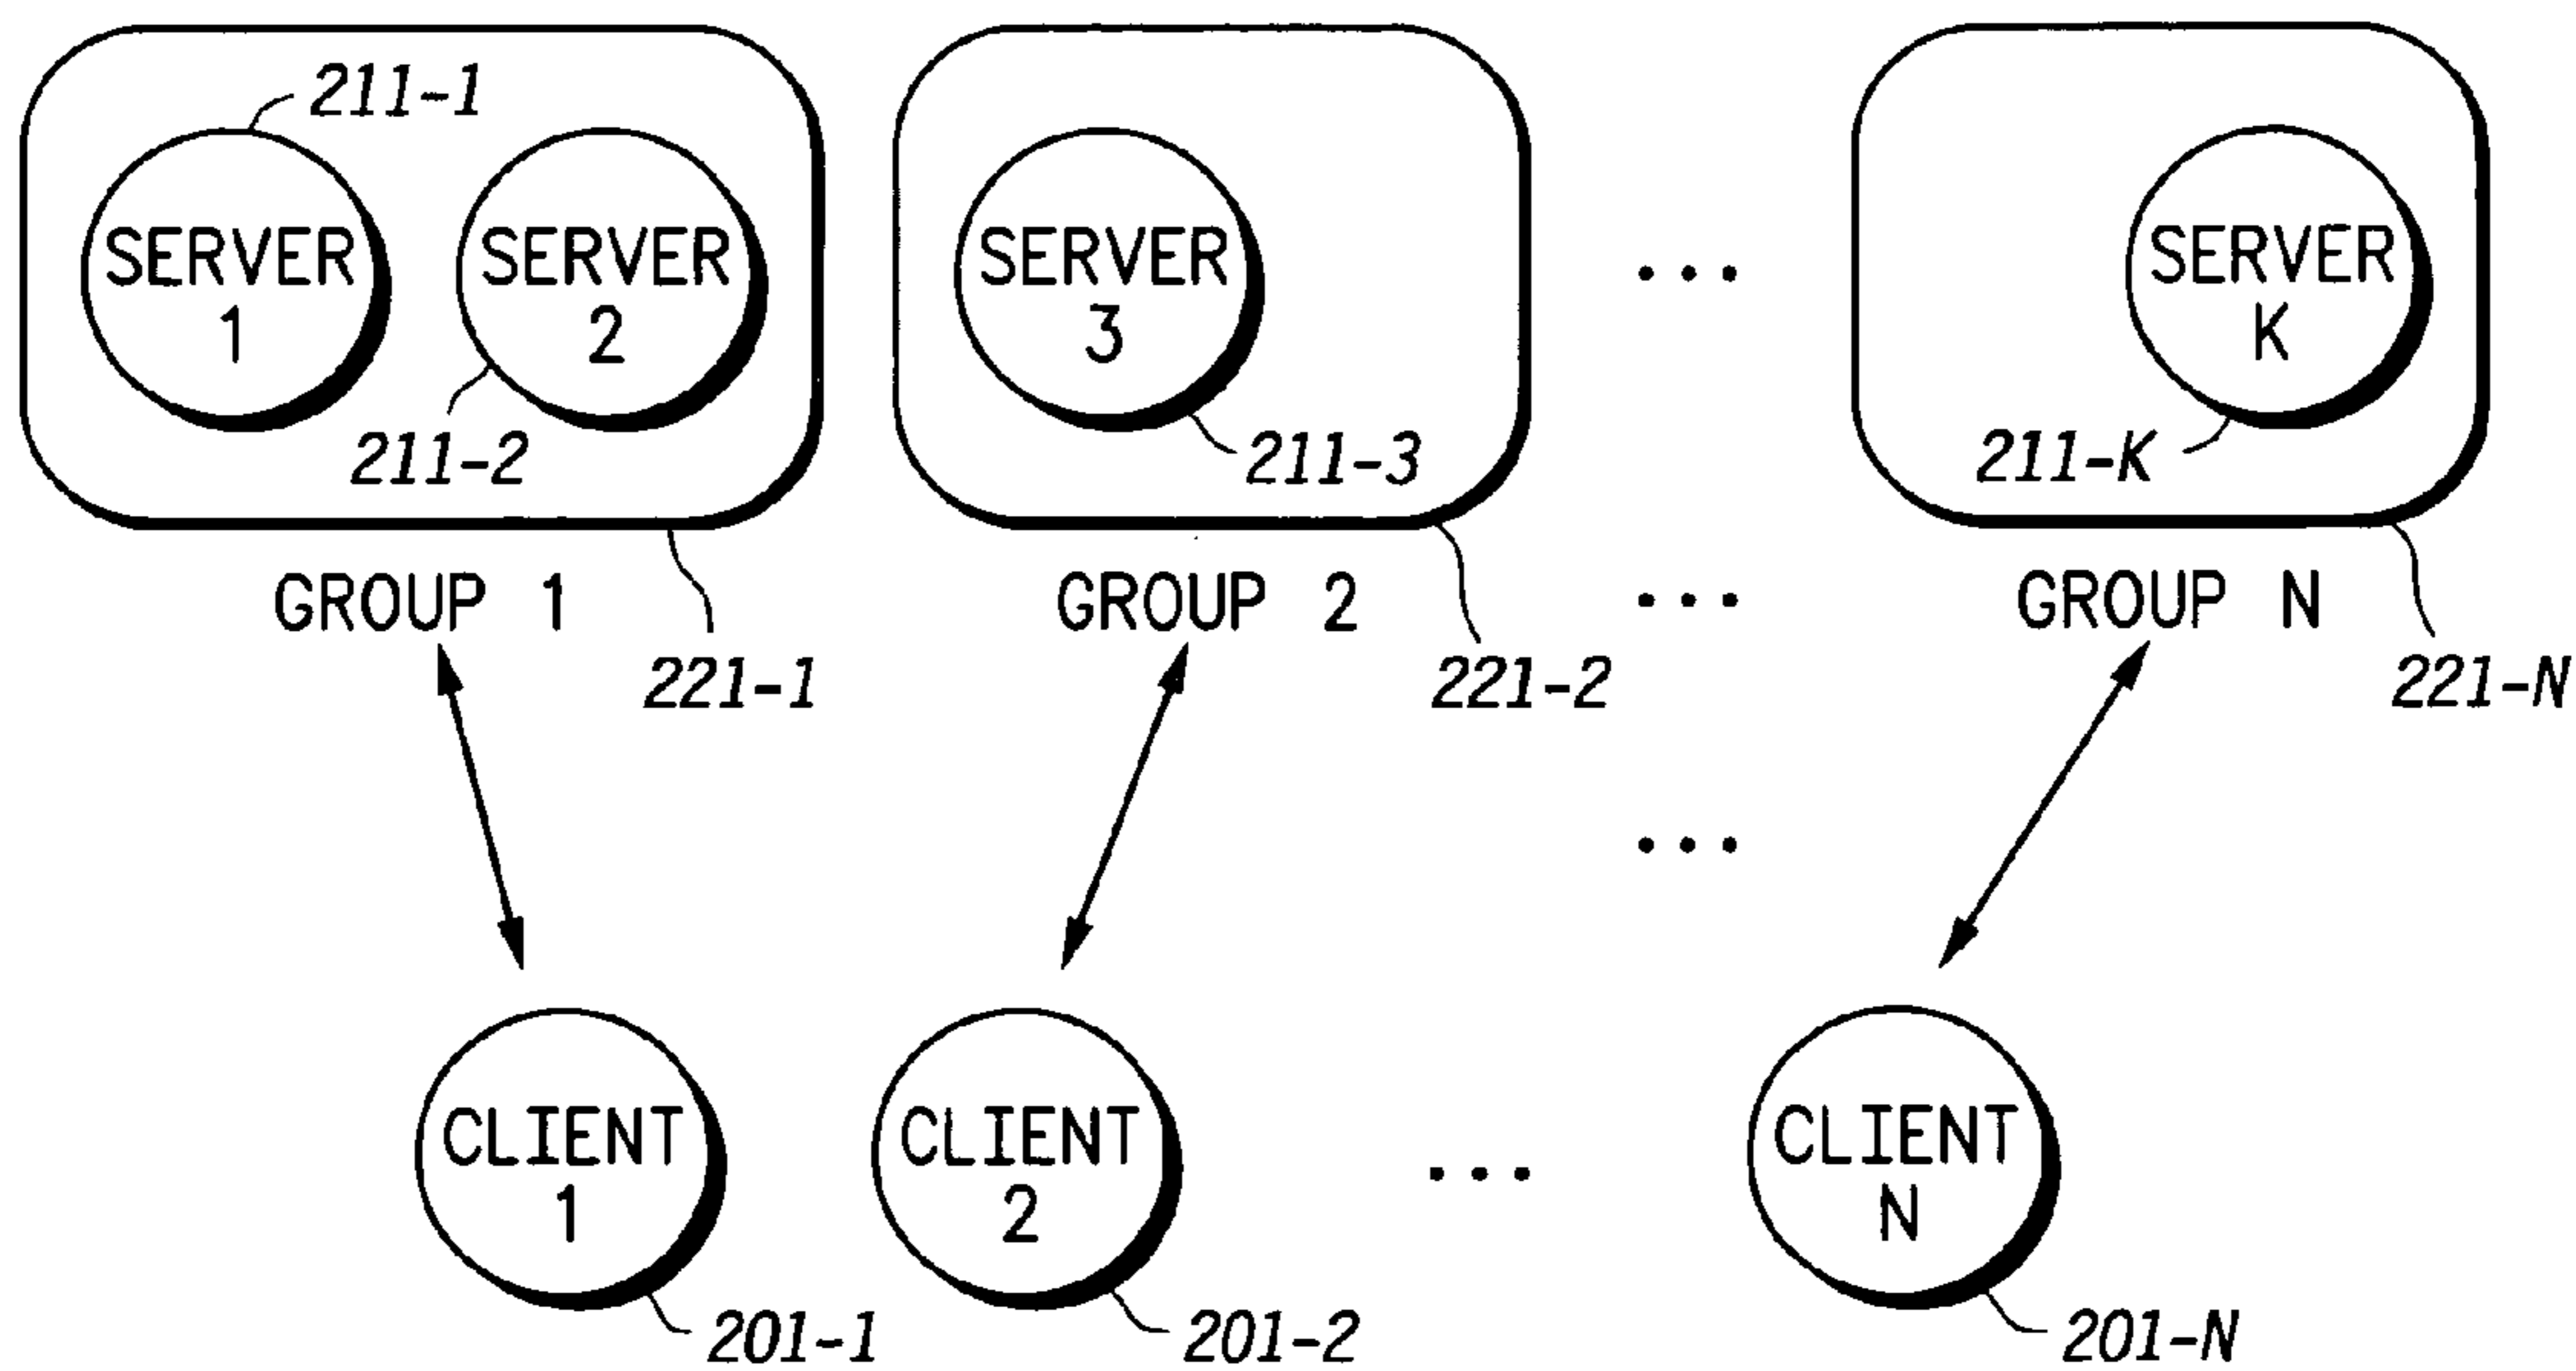 211-1
SERVER
1
SERVER
2
SERVER
3
...
SERVER
K
211-2
211-3
211-K
GROUP 1
GROUP 2
...
GROUP N
221-1
221-2
221-N
...
CLIENT
1
CLIENT
2
...
CLIENT
N
201-1
201-2
201-N